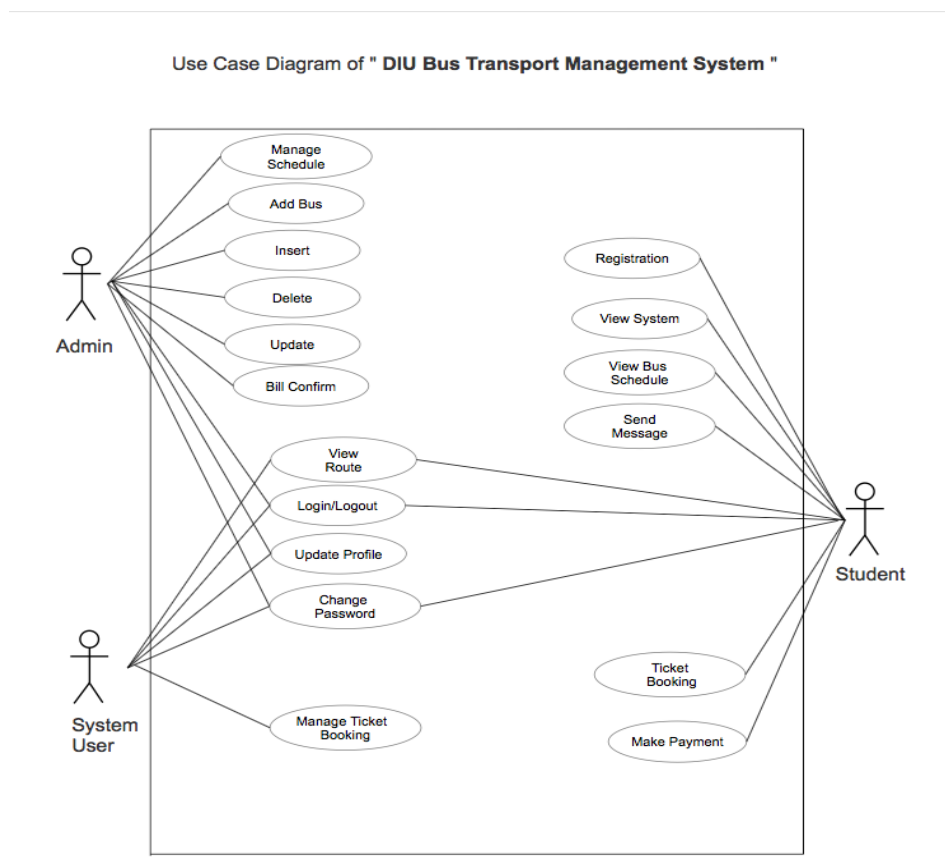 Use Case Diagram of " DIU Bus Transport Management System "
Manage
Schedule
Add Bus
Insert
Delete
Update
Bill Confirm
Admin
Registration
View System
View Bus
Schedule
Send
Message
View
Route
Login/Logout
Update Profile
Change
Password
Student
System
User
Manage Ticket
Booking
Ticket
Booking
Make Payment